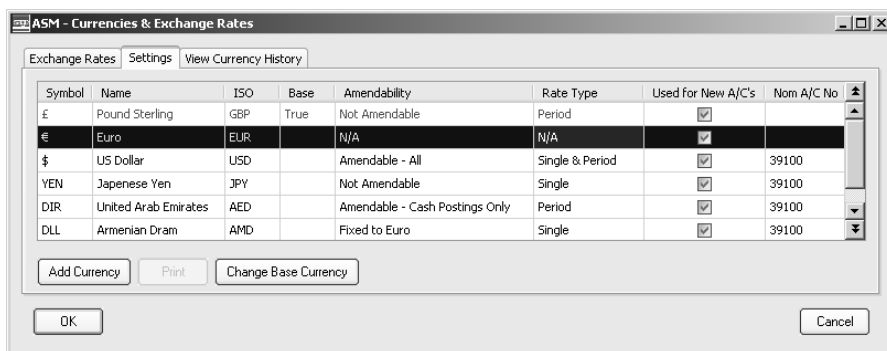 ASM - Currencies & Exchange Rates
Exchange Rates Settings View Currency History
Symbol Name ISO Base Amendability Rate Type Used for New A/C's Nom A/C No
£ Pound Sterling GBP True Not Amendable Period
€ Euro EUR N/A N/A
$ US Dollar USD Amendable - All Single & Period 39100
YEN Japenese Yen JPY Not Amendable Single 39100
DIR United Arab Emirates AED Amendable - Cash Postings Only Period 39100
DLL Armenian Dram AMD Fixed to Euro Single 39100
Add Currency Print Change Base Currency
OK Cancel